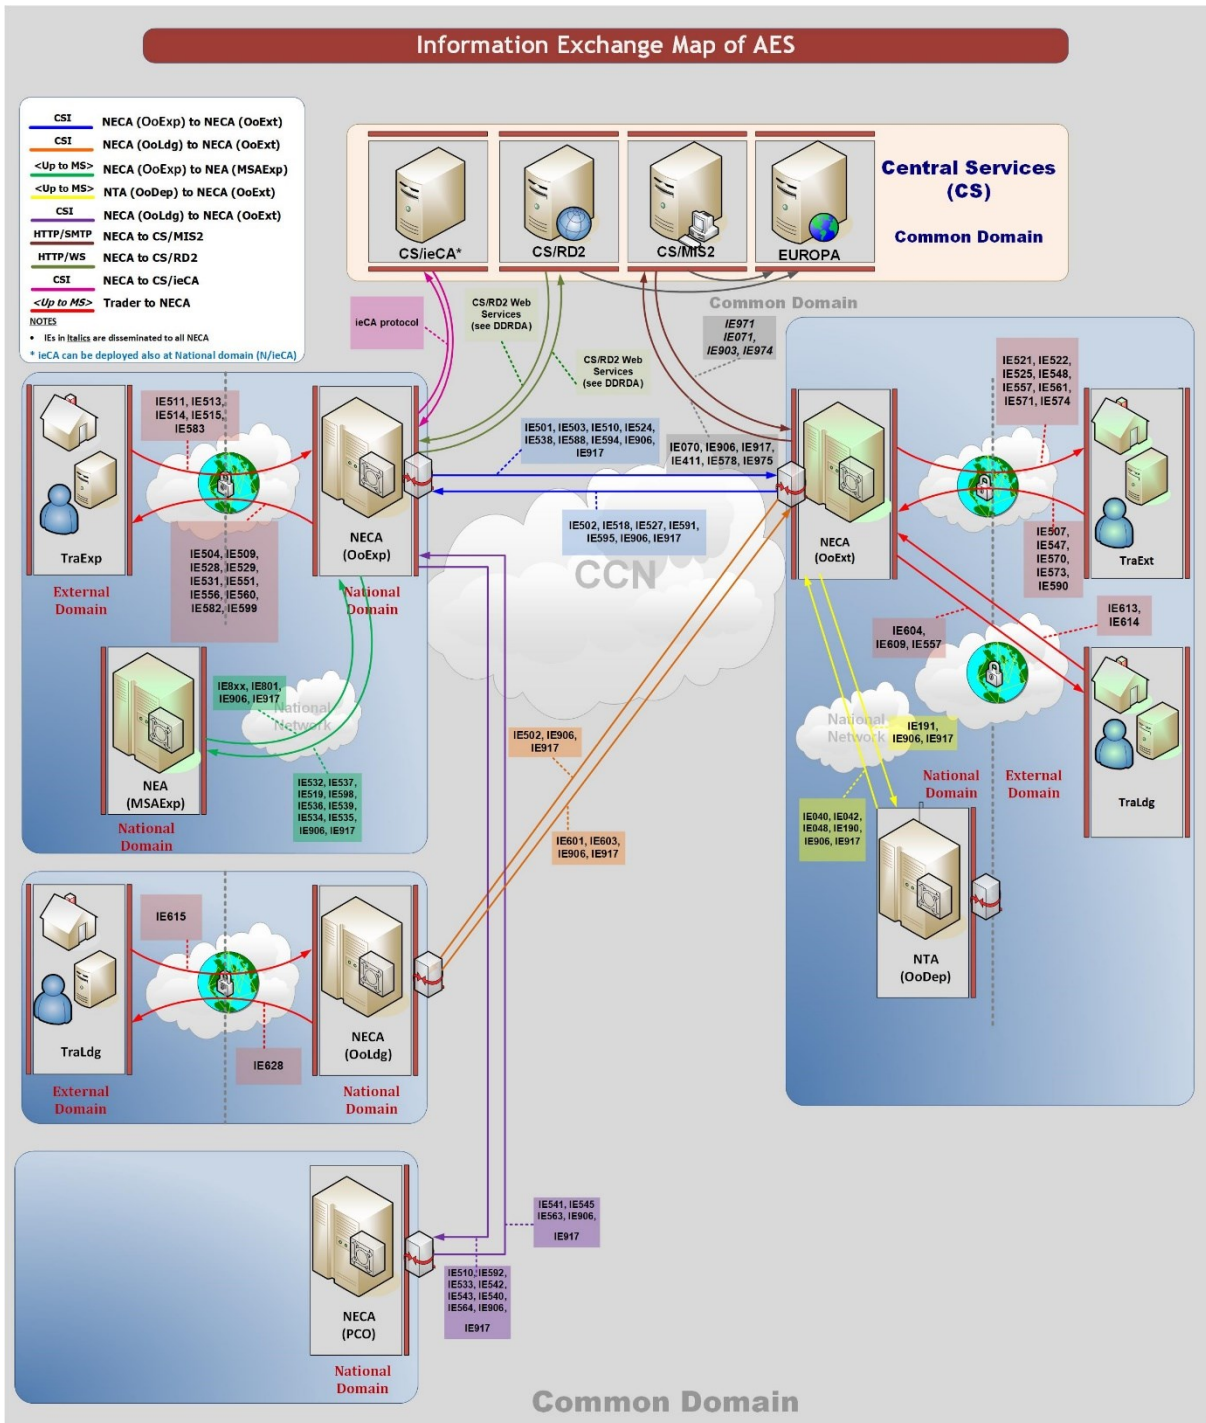 Information Exchange Map of AES
CSI NECA (OoExp) to NECA (OoExt)
CSI NECA (OoLdg) to NECA (OoExt)
<Up to MS> NECA (OoExp) to NEA (MSAExp)
<Up to MS> NTA (OoDep) to NECA (OoExt)
CSI NECA (OoLdg) to NECA (OoExt)
HTTP/SMTP NECA to CS/MIS2
HTTP/WS NECA to CS/RD2
CSI NECA to CS/ieCA
<Up to MS> Trader to NECA
NOTES
• IEs in Italics are disseminated to all NECA
* ieCA can be deployed also at National domain (N/ieCA)
CS/ieCA*
CS/RD2
CS/MIS2
EUROPA
Central Services
(CS)
Common Domain
Common Domain
ieCA protocol
CS/RD2 Web
Services
(see DDRDA)
CS/RD2 Web
Services
(see DDRDA)
IE971
IE071,
IE903, IE974
IE070, IE906, IE917,
IE411, IE578, IE975
IE511, IE513,
IE514, IE515,
IE583
IE504, IE509,
IE528, IE529,
IE531, IE551,
IE556, IE560,
IE582, IE599
TraExp
External
Domain
NECA
(OoExp)
National
Domain
IE501, IE503, IE510, IE524,
IE538, IE588, IE594, IE906,
IE917
IE502, IE518, IE527, IE591,
IE595, IE906, IE917
CCN
NECA
(OoExt)
IE521, IE522,
IE525, IE548,
IE557, IE561,
IE571, IE574
IE507,
IE547,
IE570,
IE573,
IE590
TraExt
IE613,
IE614
IE604,
IE609, IE557
TraLdg
NEA
(MSAExp)
National
Domain
IE8xx, IE801,
IE906, IE917
National
Network
IE532, IE537,
IE519, IE598,
IE536, IE539,
IE534, IE535,
IE906, IE917
IE502, IE906,
IE917
IE601, IE603,
IE906, IE917
National
Network
IE191,
IE906, IE917
IE040, IE042,
IE048, IE190,
IE906, IE917
National
Domain
External
Domain
NTA
(OoDep)
IE615
IE628
TraLdg
External
Domain
NECA
(OoLdg)
National
Domain
NECA
(PCO)
National
Domain
IE541, IE545
IE563, IE906,
IE917
IE510, IE592,
IE533, IE542,
IE543, IE540,
IE564, IE906,
IE917
Common Domain